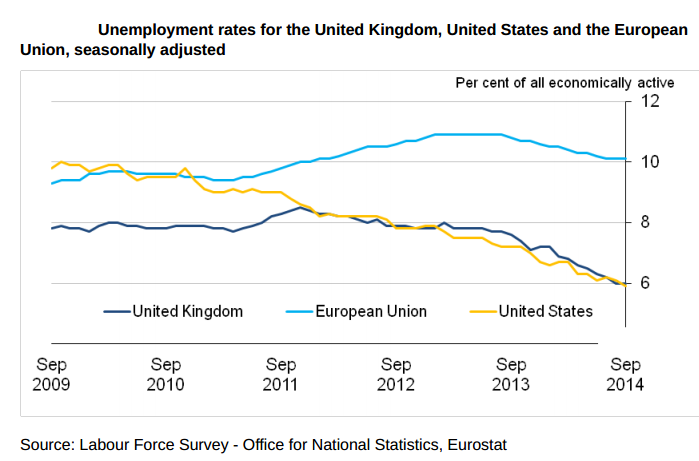 Unemployment rates for the United Kingdom, United States and the European
Union, seasonally adjusted
Per cent of all economically active
12
10
8
6
United Kingdom European Union United States
Sep Sep Sep Sep Sep Sep
2009 2010 2011 2012 2013 2014
Source: Labour Force Survey - Office for National Statistics, Eurostat